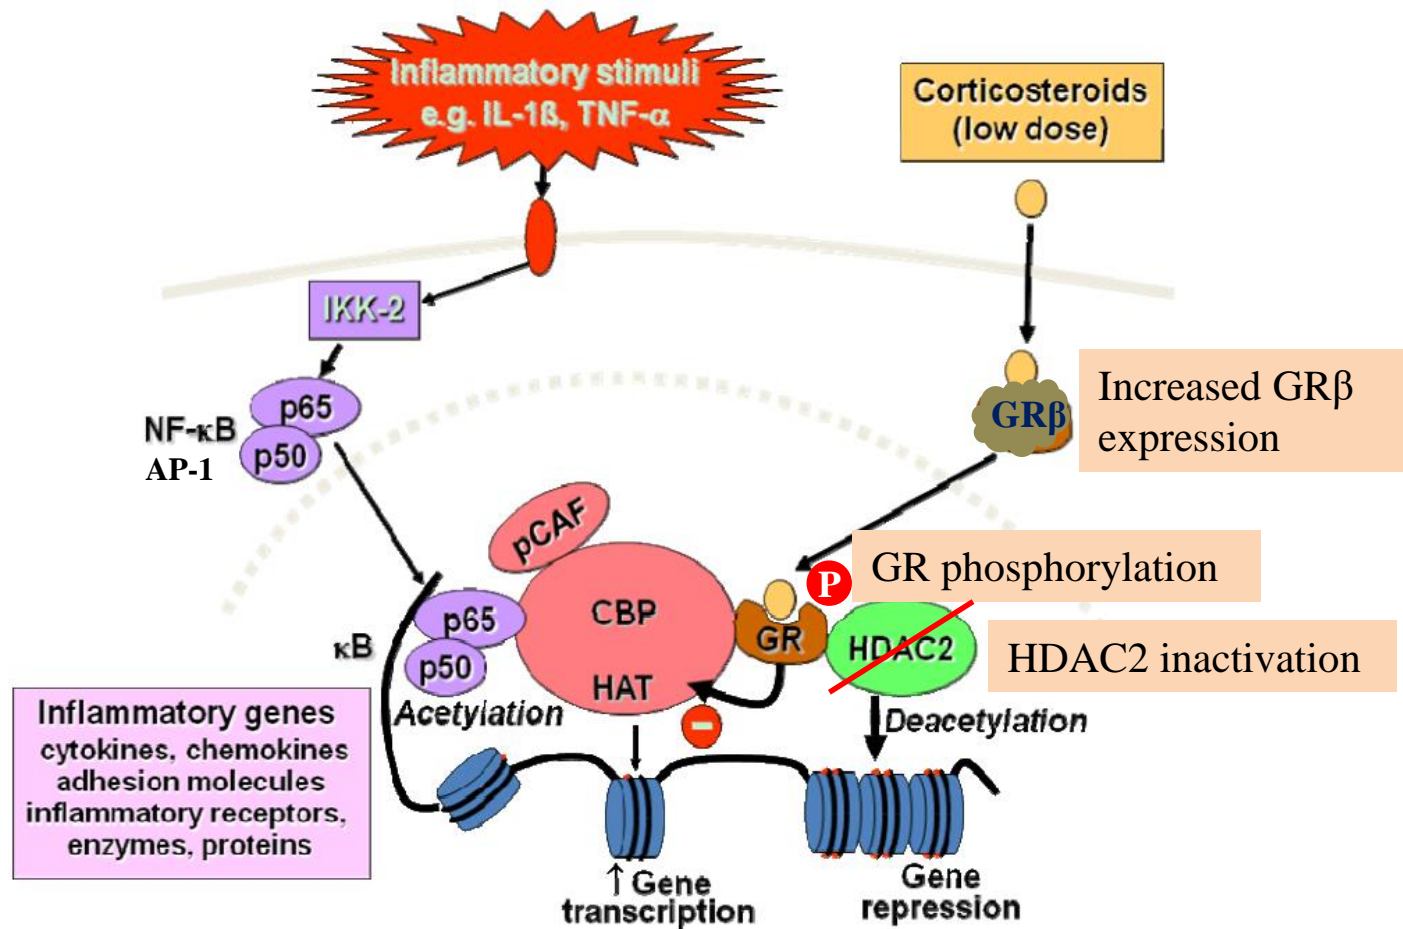 Inflammatory stimuli
e.g. IL-1ß, TNF-α
Corticosteroids
(low dose)
IKK-2
p65
NF-κB
p50
AP-1
GRβ
Increased GRβ
expression
pCAF
P
GR phosphorylation
p65
CBP
GR
HDAC2
κB
p50
HDAC2 inactivation
HAT
Acetylation
Deacetylation
−
Inflammatory genes
cytokines, chemokines
adhesion molecules
inflammatory receptors,
enzymes, proteins
↑ Gene
transcription
Gene
repression